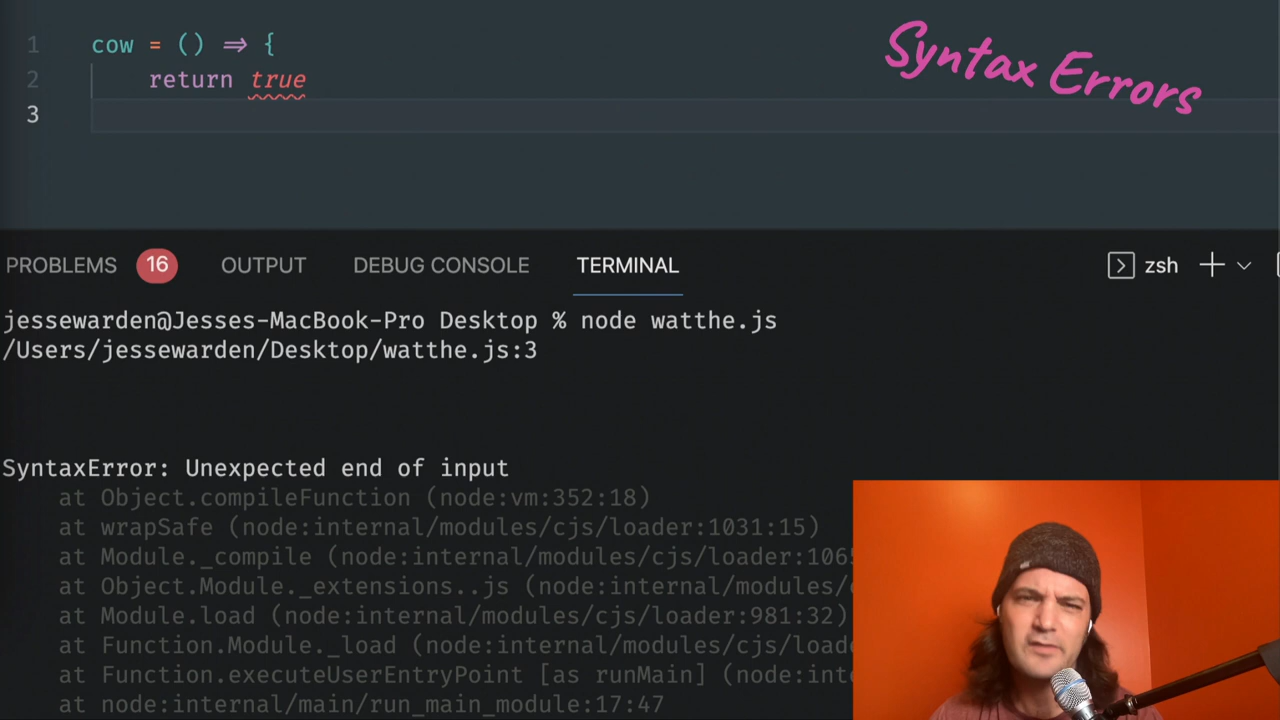 1 cow = () => {
2 return true
3
Syntax Errors
PROBLEMS 16 OUTPUT DEBUG CONSOLE TERMINAL zsh
jessewarden@Jesses-MacBook-Pro Desktop % node watthe.js
/Users/jessewarden/Desktop/watthe.js:3
SyntaxError: Unexpected end of input
at Object.compileFunction (node:vm:352:18)
at wrapSafe (node:internal/modules/cjs/loader:1031:15)
at Module._compile (node:internal/modules/cjs/loader:1065
at Object.Module._extensions..js (node:internal/modules/
at Module.load (node:internal/modules/cjs/loader:981:32)
at Function.Module._load (node:internal/modules/cjs/loade
at Function.executeUserEntryPoint [as runMain] (node:inte
at node:internal/main/run_main_module:17:47